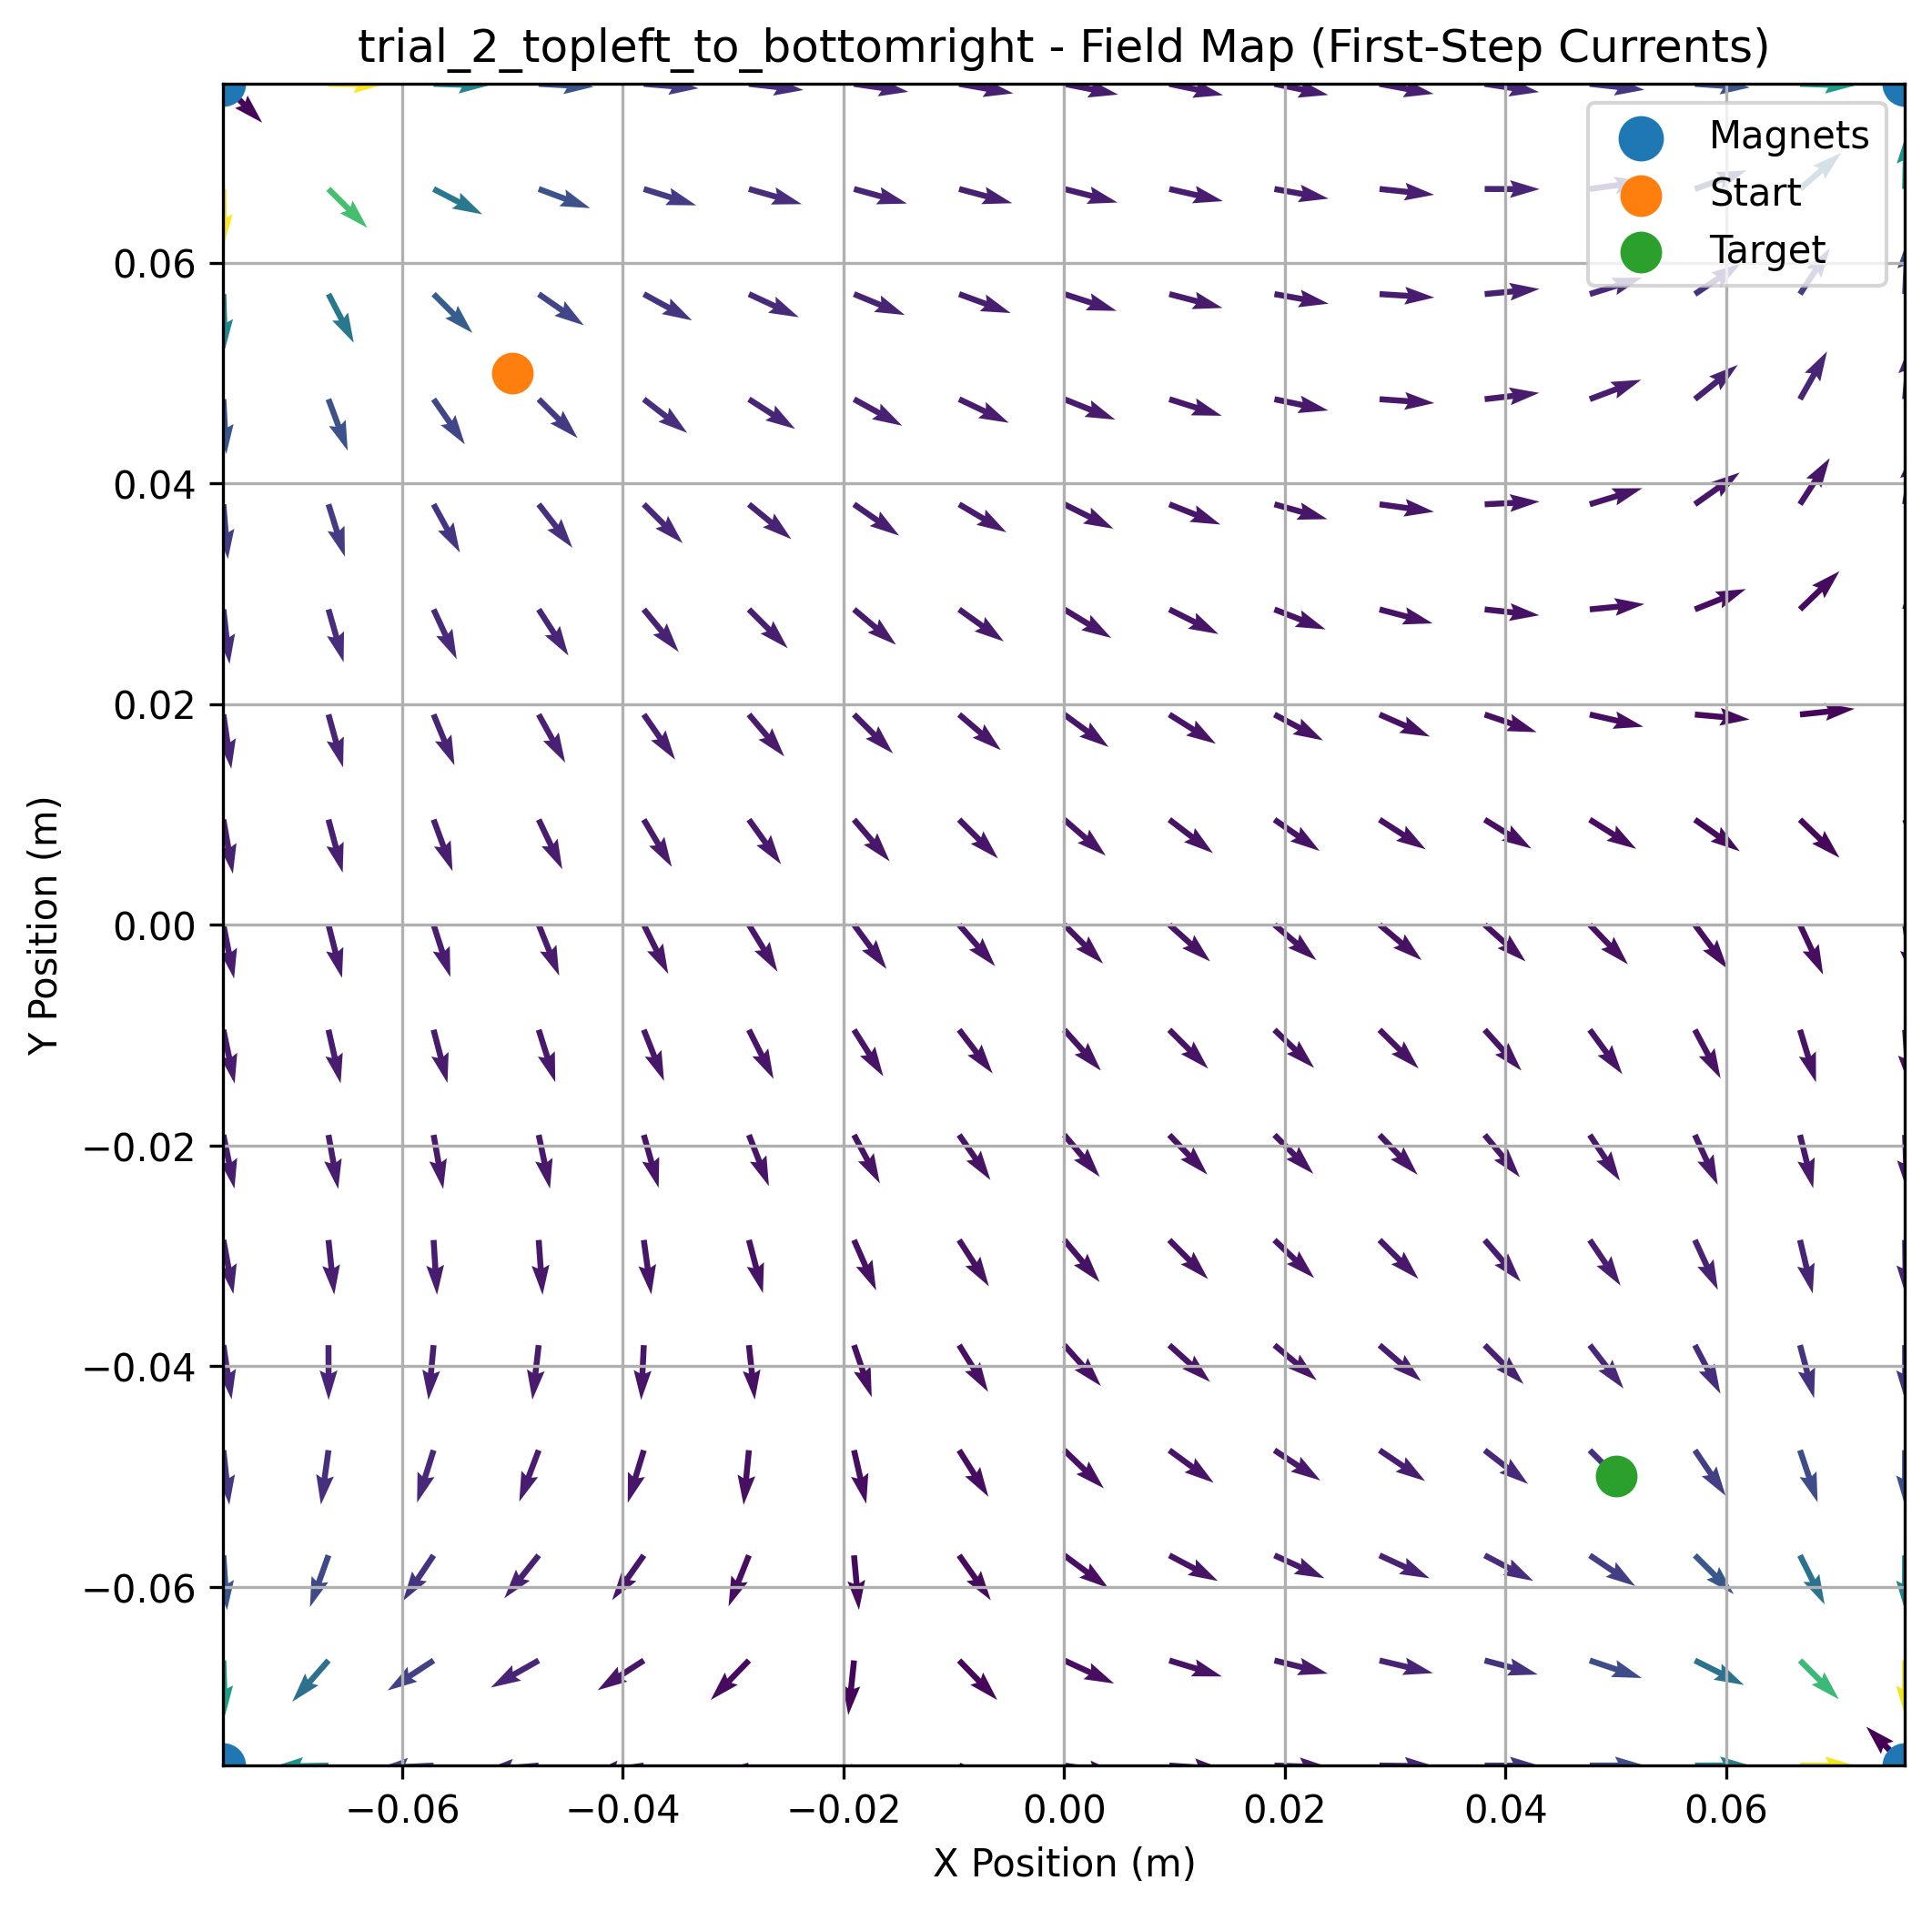 trial_2_topleft_to_bottomright - Field Map (First-Step Currents)
Magnets
Start
Target
0.06
0.04
0.02
0.00
−0.02
−0.04
−0.06
Y Position (m)
−0.06 −0.04 −0.02 0.00 0.02 0.04 0.06
X Position (m)